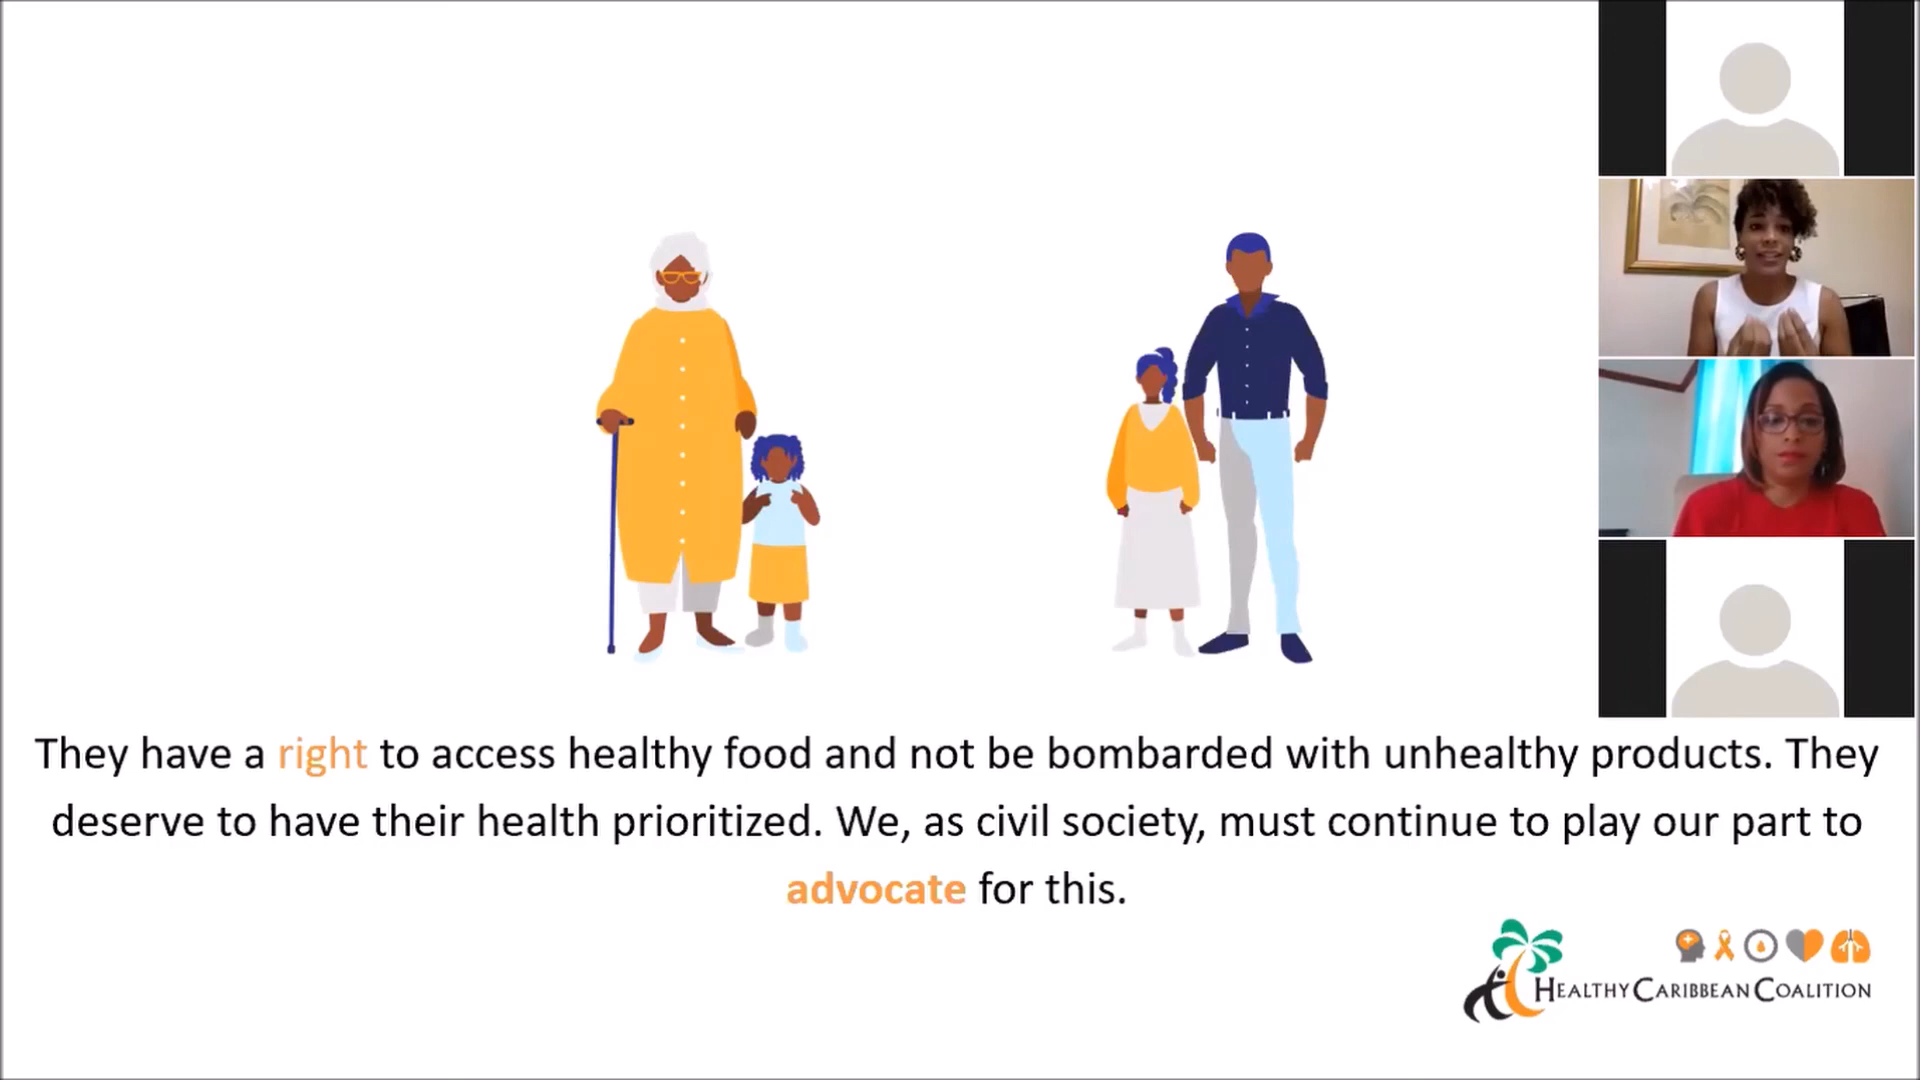 They have a right to access healthy food and not be bombarded with unhealthy products. They
deserve to have their health prioritized. We, as civil society, must continue to play our part to
advocate for this.
HEALTHY CARIBBEAN COALITION